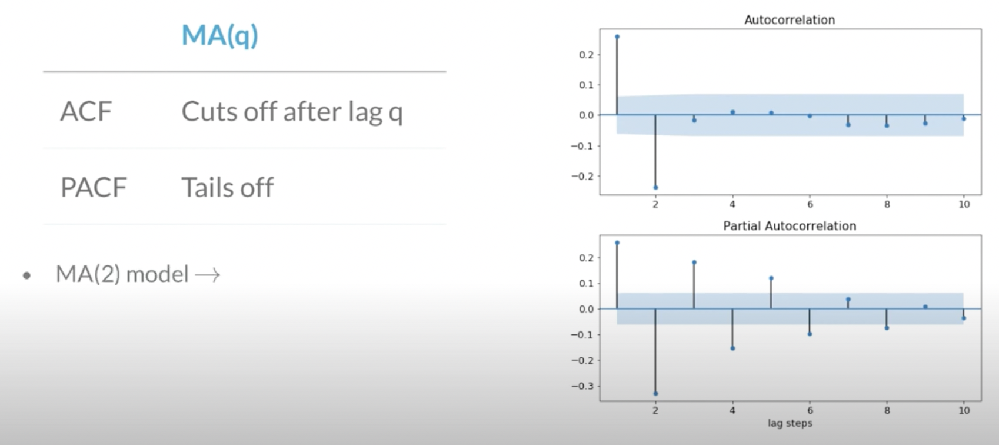 MA(q)
ACF Cuts off after lag q
PACF Tails off
• MA(2) model →
Autocorrelation
0.2
0.1
0.0
−0.1
−0.2
2 4 6 8 10
Partial Autocorrelation
0.2
0.1
0.0
−0.1
−0.2
−0.3
2 4 6 8 10
lag steps